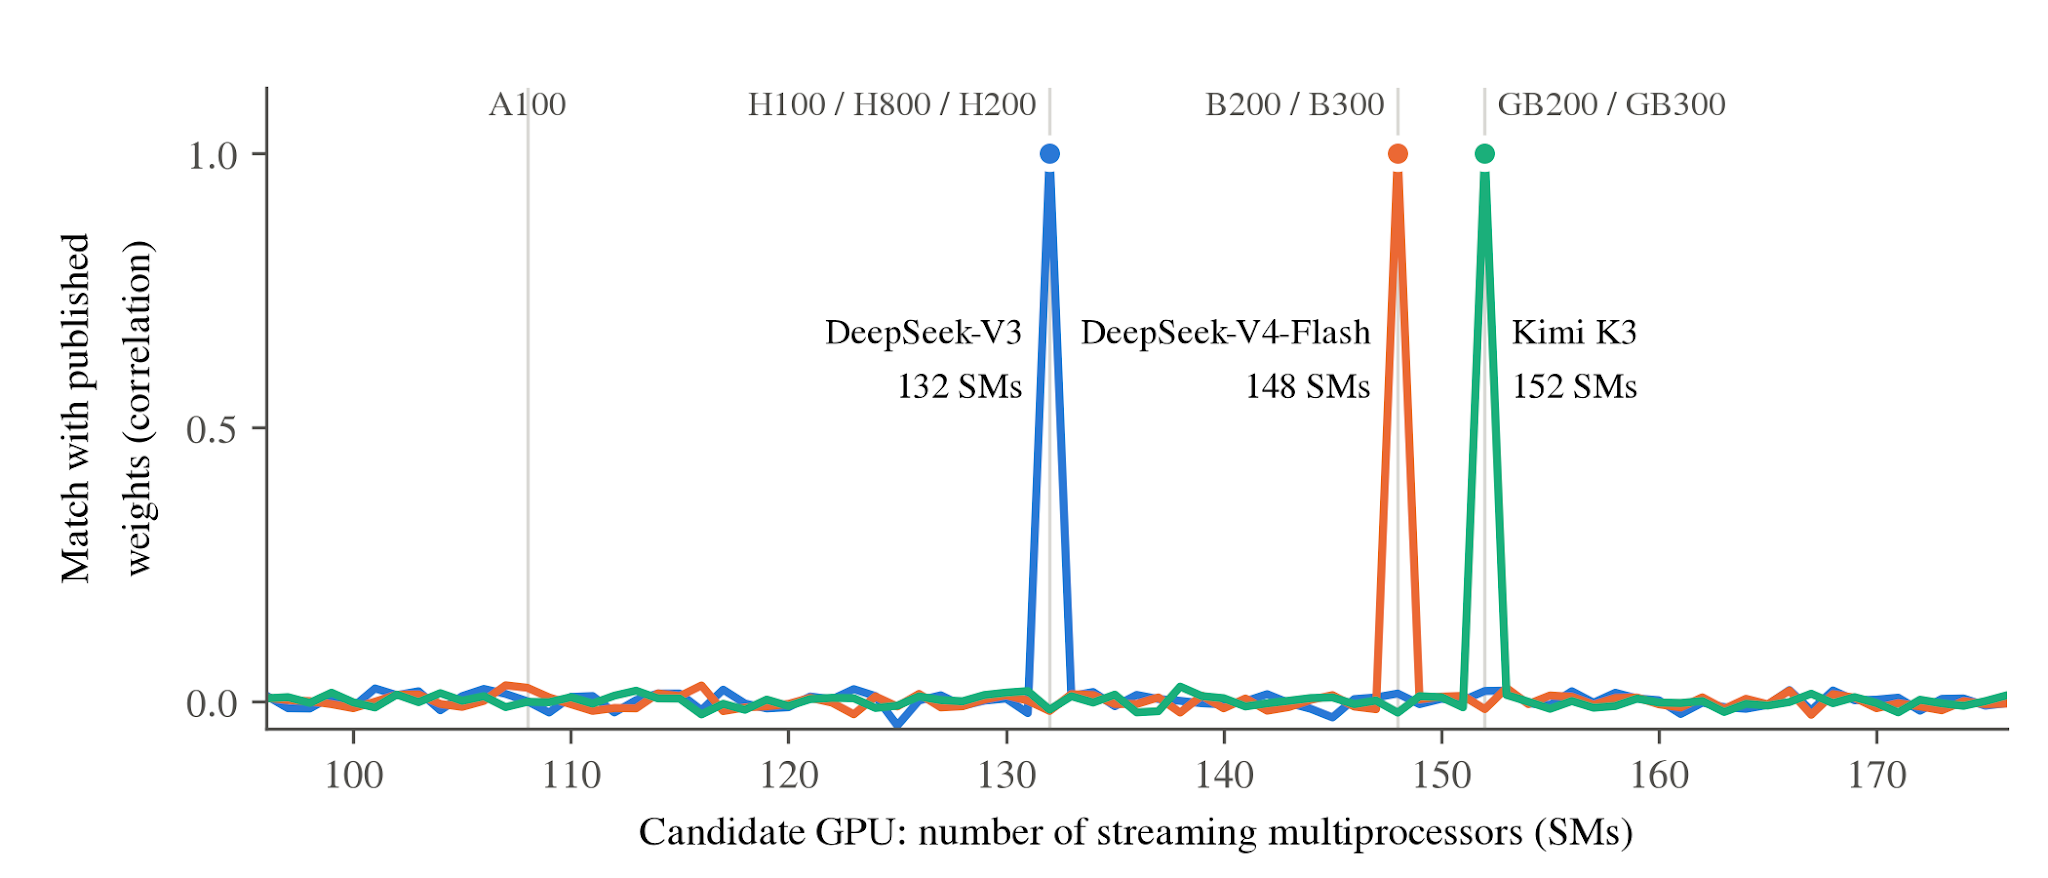 A100
H100 / H800 / H200
B200 / B300
GB200 / GB300
1.0
0.5
0.0
Match with published
weights (correlation)
DeepSeek-V3
132 SMs
DeepSeek-V4-Flash
148 SMs
Kimi K3
152 SMs
100
110
120
130
140
150
160
170
Candidate GPU: number of streaming multiprocessors (SMs)